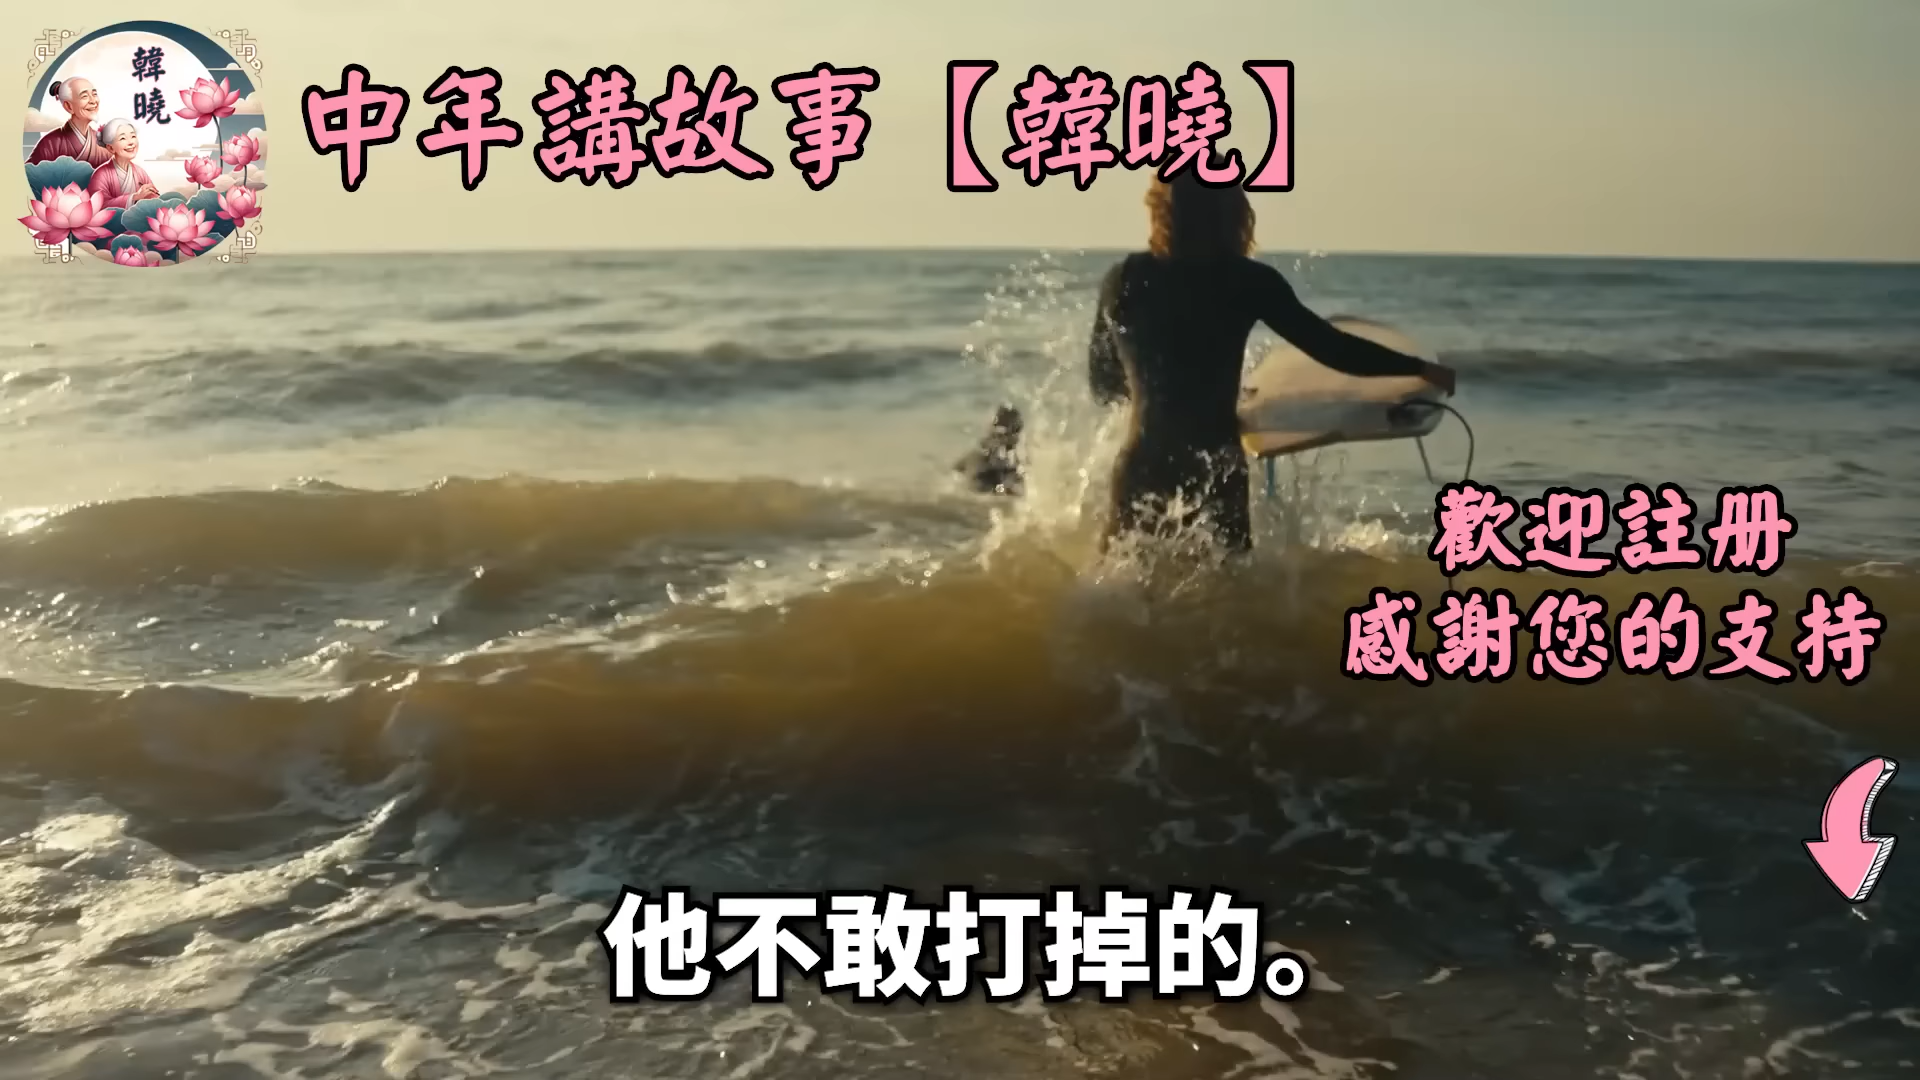 韓
曉
中年講故事【韓曉】
歡迎註册
感謝您的支持
他不敢打掉的。